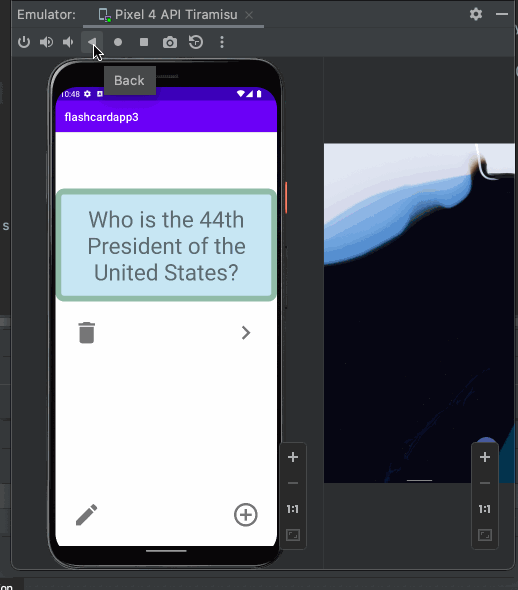 Emulator:
Pixel 4 API Tiramisu
Back
10:48
flashcardapp3
Who is the 44th
President of the
United States?
1:1
1:1
s
on